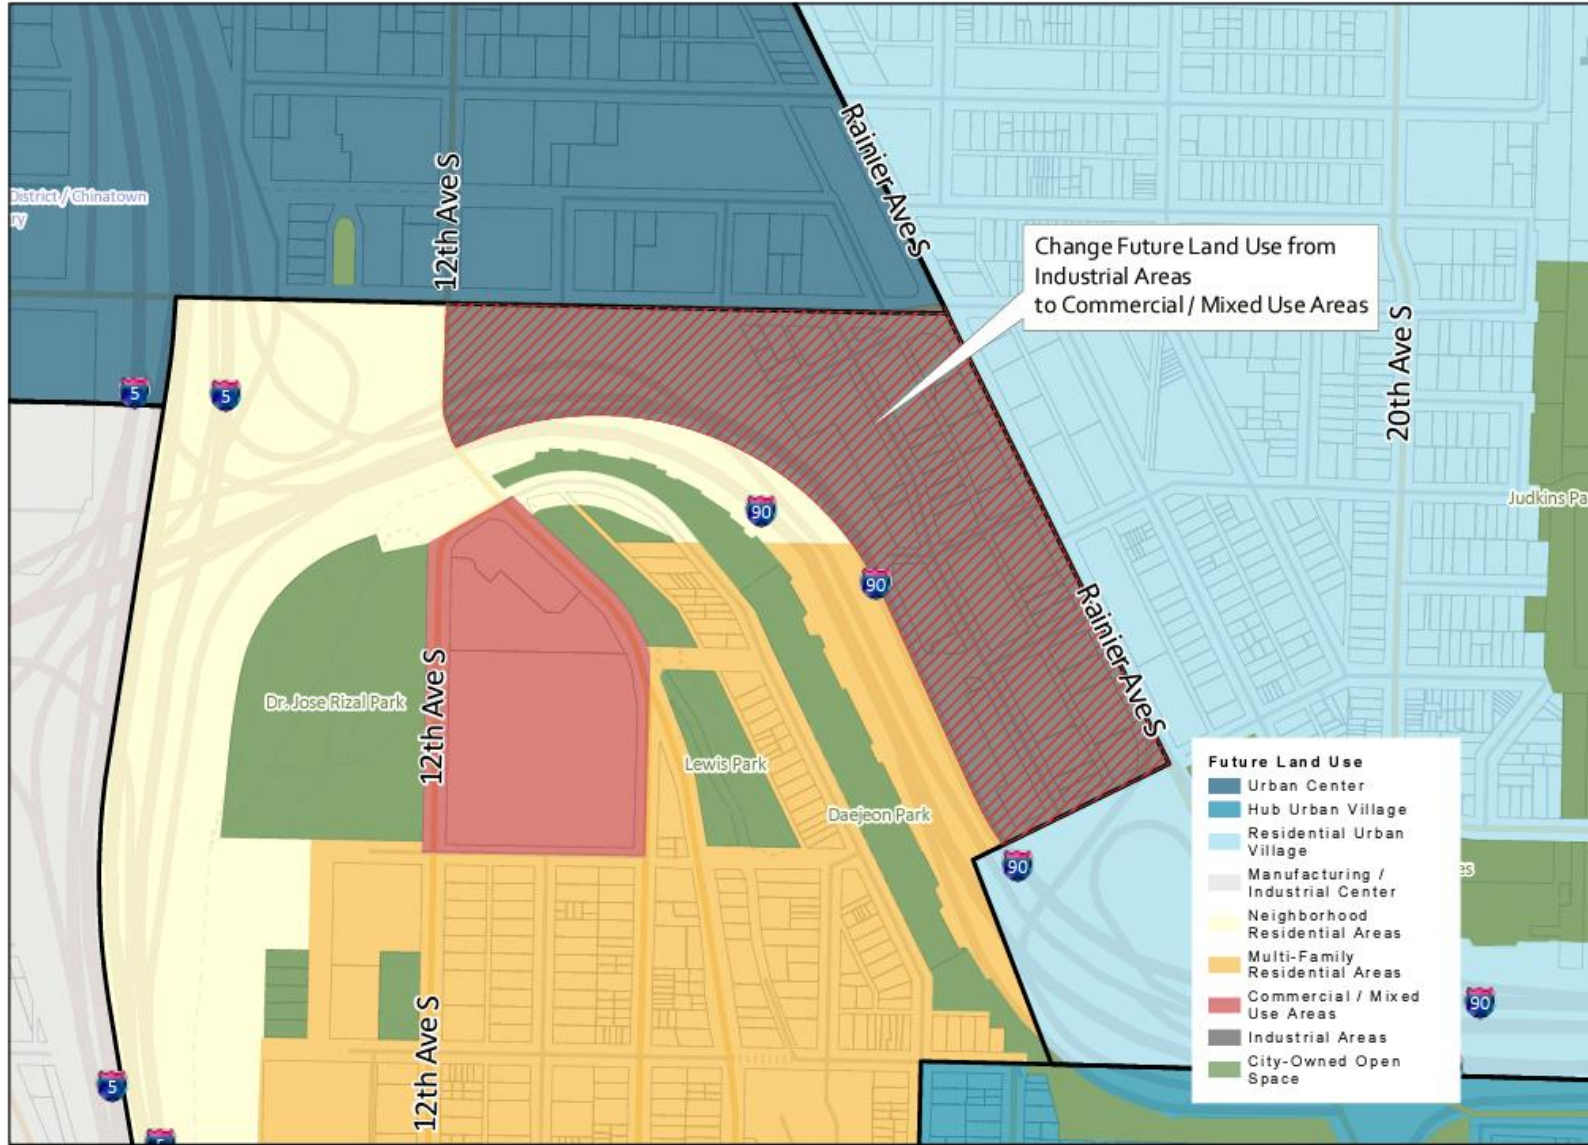 District / Chinatown
ry
12th Ave S
Rainier Ave S
Change Future Land Use from
Industrial Areas
to Commercial / Mixed Use Areas
20th Ave S
5
5
90
90
Judkins Pa
Rainier Ave S
Dr. Jose Rizal Park
12th Ave S
Lewis Park
Daejeon Park
90
es
90
12th Ave S
5
5
Future Land Use
Urban Center
Hub Urban Village
Residential Urban
Village
Manufacturing /
Industrial Center
Neighborhood
Residential Areas
Multi-Family
Residential Areas
Commercial / Mixed
Use Areas
Industrial Areas
City-Owned Open
Space